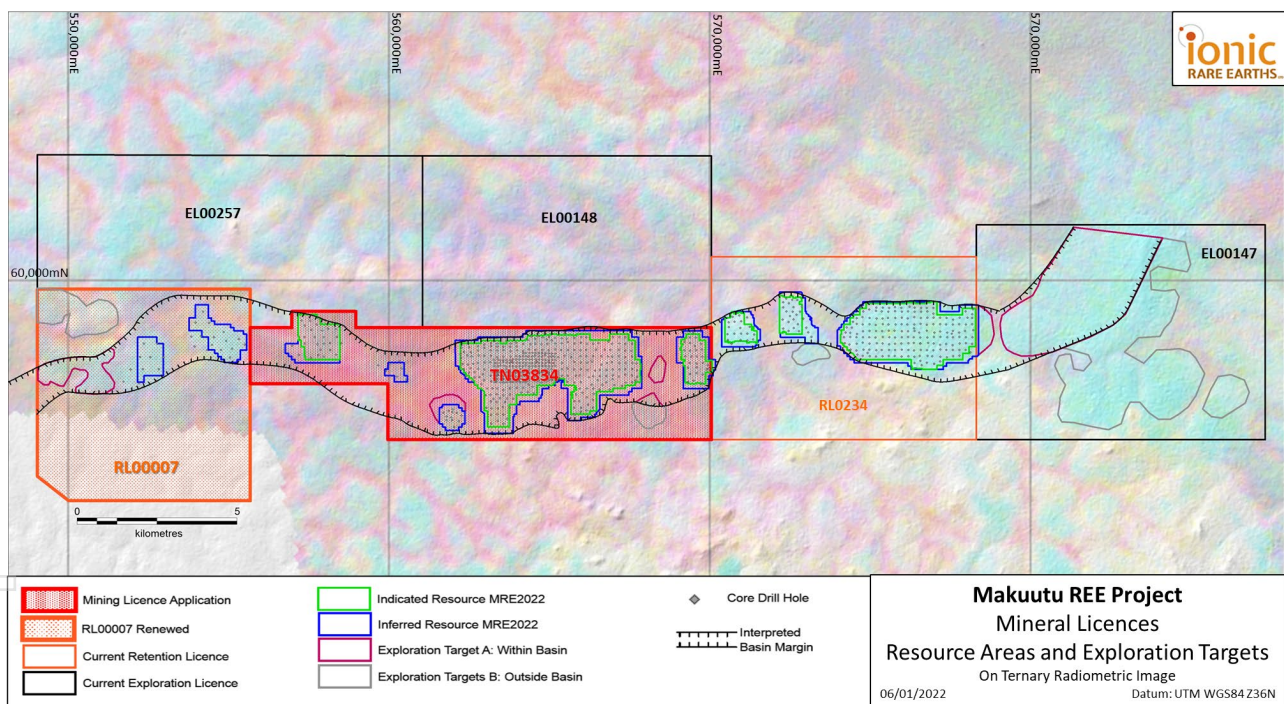 550,000mE
560,000mE
570,000mE
570,000mE
ionic
RARE EARTHS
EL00257
EL00148
EL00147
60,000mN
TN03834
RL0234
RL00007
0 5
kilometres
Mining Licence Application
RL00007 Renewed
Current Retention Licence
Current Exploration Licence
Indicated Resource MRE2022
Inferred Resource MRE2022
Exploration Target A: Within Basin
Exploration Targets B: Outside Basin
Core Drill Hole
Interpreted
Basin Margin
Makuutu REE Project
Mineral Licences
Resource Areas and Exploration Targets
On Ternary Radiometric Image
06/01/2022 Datum: UTM WGS84 Z36N